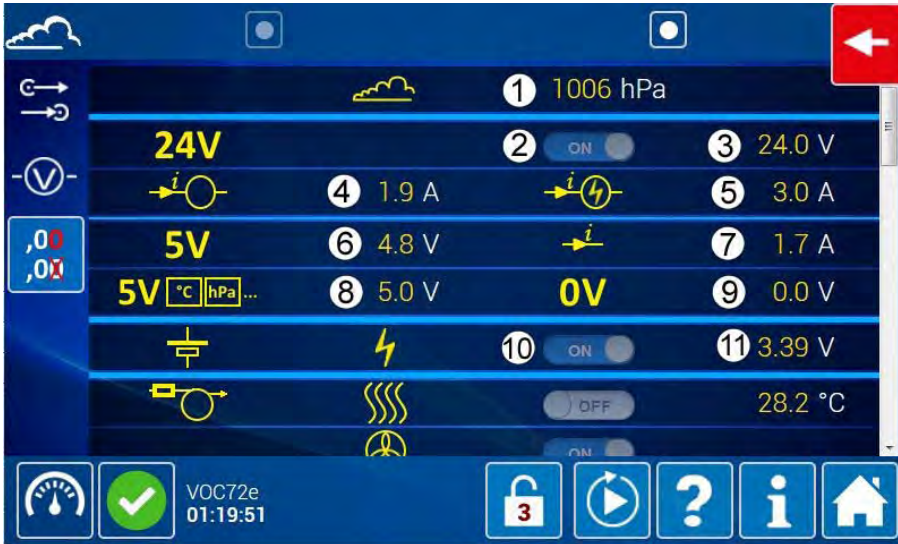 1 1006 hPa
24V 2 ON 3 24.0 V
i 4 1.9 A i 5 3.0 A
,00
,0X
5V 6 4.8 V i 7 1.7 A
5V °C hPa ... 8 5.0 V 0V 9 0.0 V
10 ON 11 3.39 V
OFF 28.2 °C
ON
VOC72e
01:19:51
3
?
i